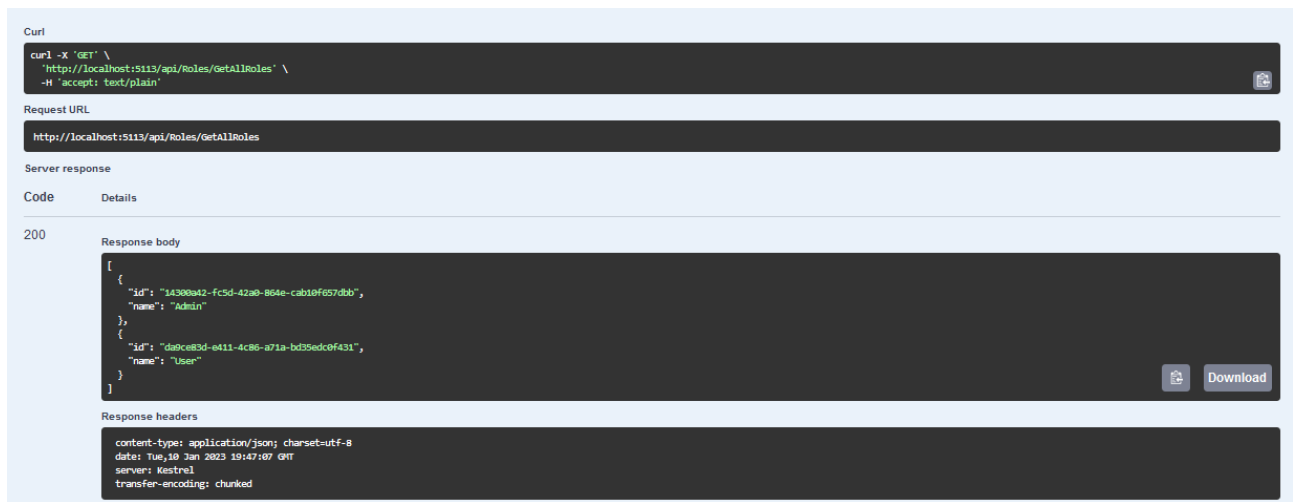 Curl
curl -X 'GET' \
'http://localhost:5113/api/Roles/GetAllRoles' \
-H 'accept: text/plain'
Request URL
http://localhost:5113/api/Roles/GetAllRoles
Server response
Code Details
200
Response body
[
{
"id": "14300a42-fc5d-42a0-864e-cab10f657dbb",
"name": "Admin"
},
{
"id": "da9ce83d-e411-4c86-a71a-bd35edc0f431",
"name": "User"
}
]
Download
Response headers
content-type: application/json; charset=utf-8
date: Tue,10 Jan 2023 19:47:07 GMT
server: Kestrel
transfer-encoding: chunked